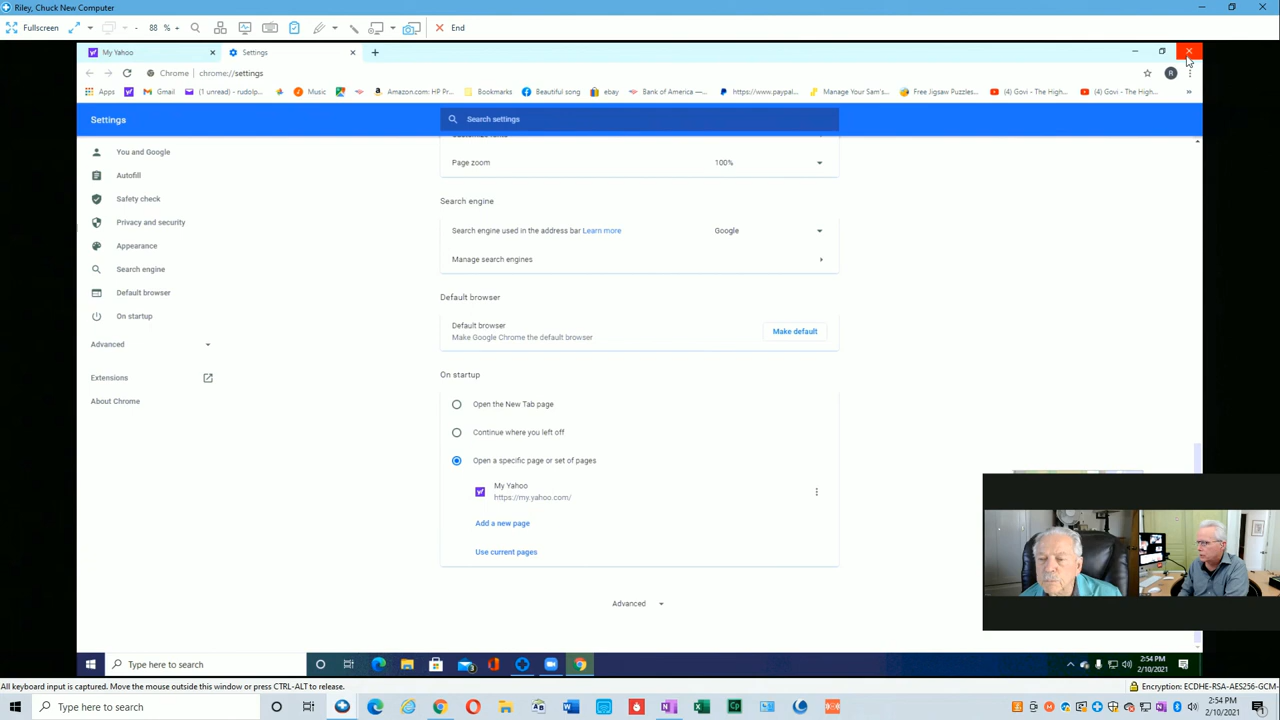 Riley, Chuck New Computer
Fullscreen - 88 % + End
My Yahoo Settings
Chrome | chrome://settings R
Apps Gmail (1 unread) - rudolp... Music Amazon.com: HP Pr... Bookmarks Beautiful song ebay Bank of America —... https://www.paypal... Manage Your Sam's... Free Jigsaw Puzzles... (4) Govi - The High... (4) Govi - The High... »
Settings
Search settings
You and Google
Autofill
Safety check
Privacy and security
Appearance
Search engine
Default browser
On startup
Advanced
Extensions
About Chrome
Page zoom 100%
Search engine
Search engine used in the address bar Learn more Google
Manage search engines
Default browser
Default browser
Make Google Chrome the default browser
Make default
On startup
Open the New Tab page
Continue where you left off
Open a specific page or set of pages
My Yahoo
https://my.yahoo.com/
Add a new page
Use current pages
Advanced
Type here to search
2:54 PM
2/10/2021
All keyboard input is captured. Move the mouse outside this window or press CTRL-ALT to release. Encryption: ECDHE-RSA-AES256-GCM-
Type here to search
2:54 PM
2/10/2021